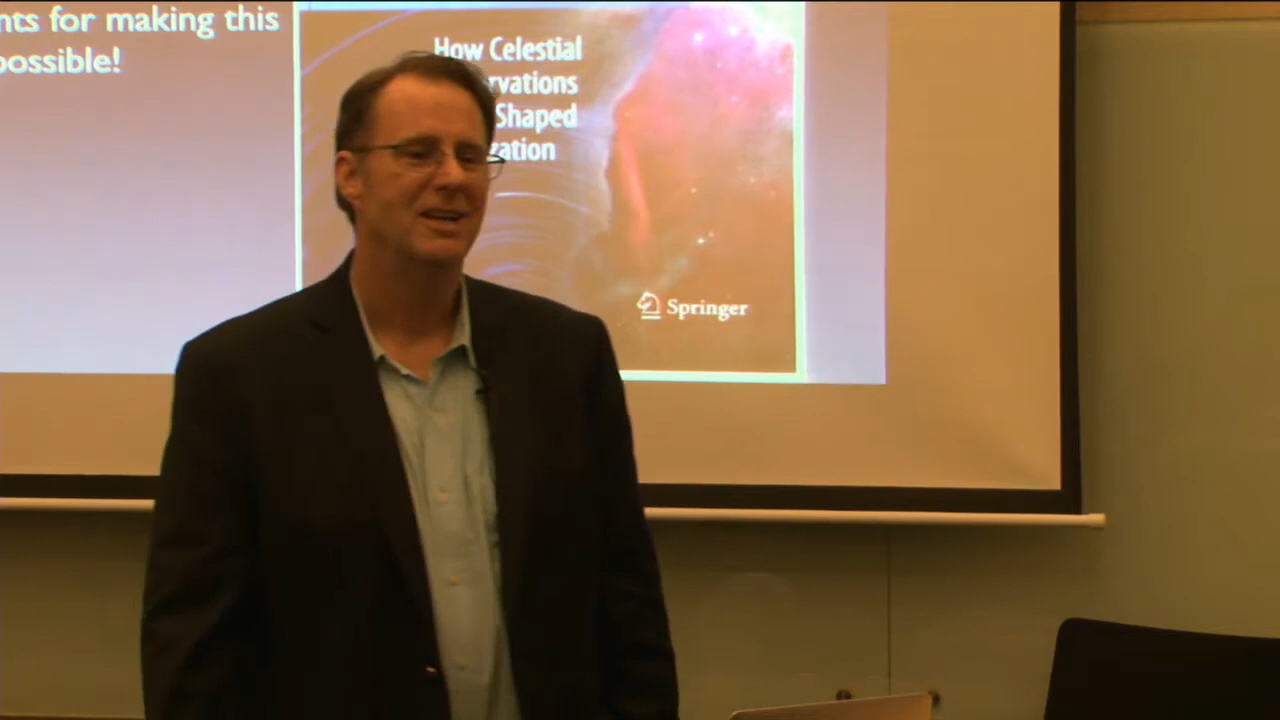 nts for making this
possible!
How Celestial
rvations
Shaped
zation
Springer